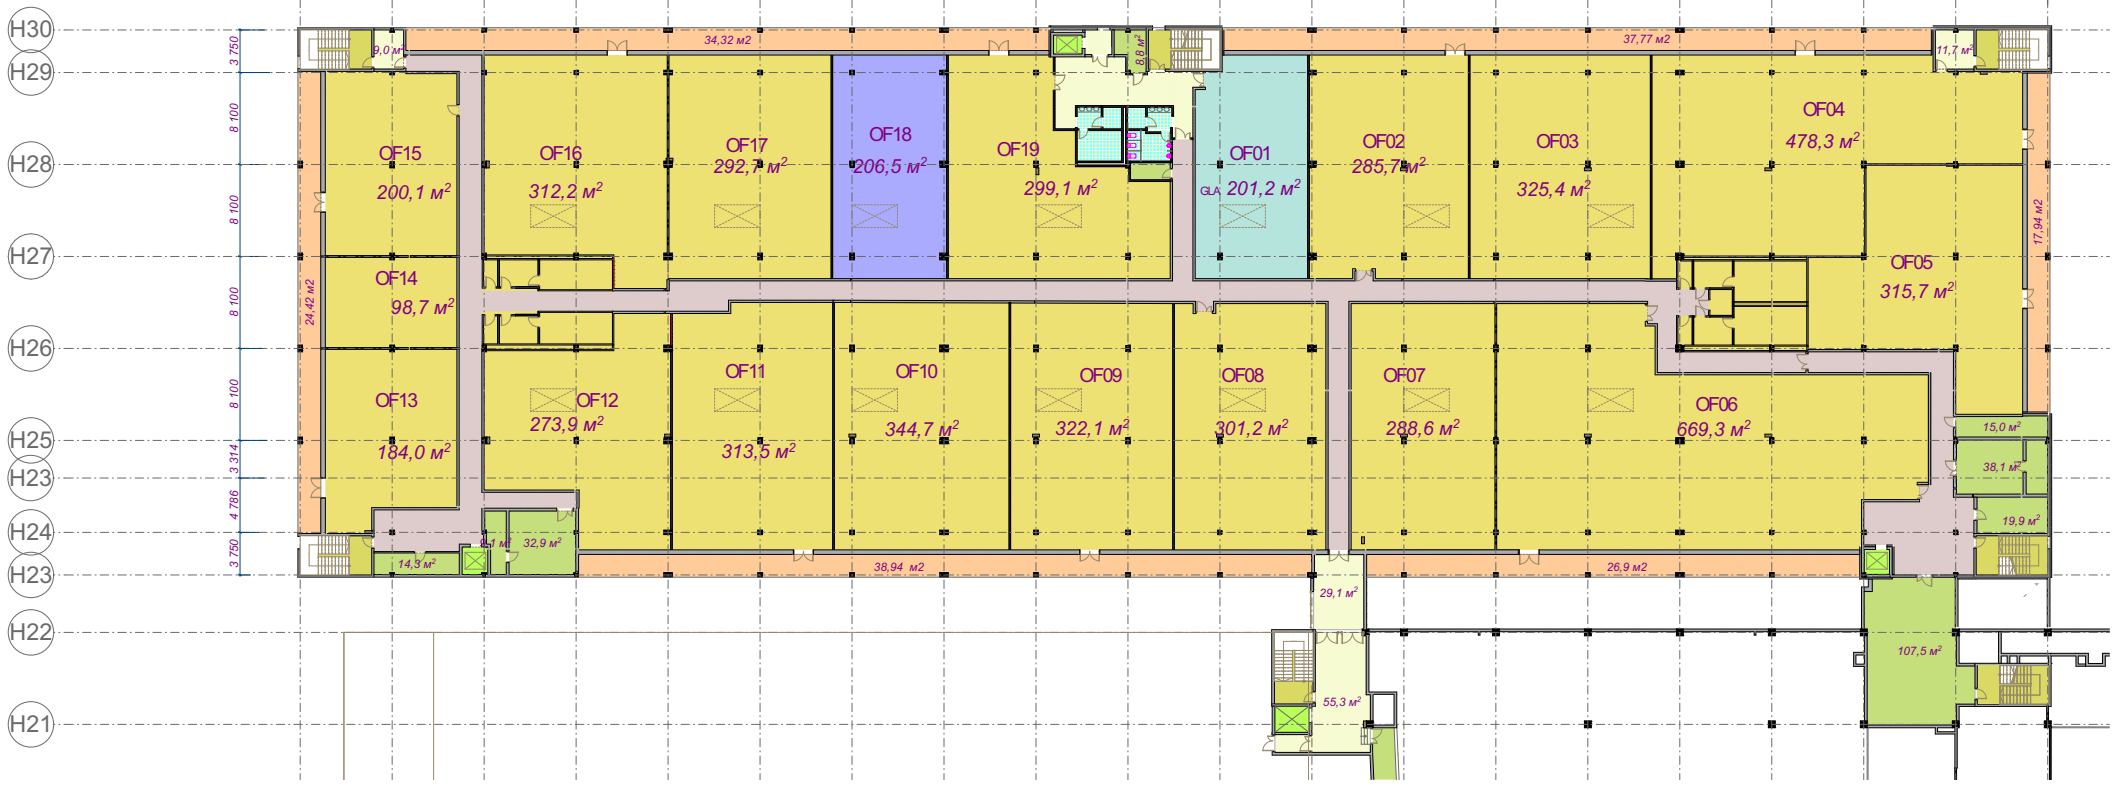 H30
H29
H28
H27
H26
H25
H23
H24
H23
H22
H21
3 750
8 100
8 100
8 100
8 100
3 314
4 786
3 750
9,0 м²
34,32 м2
8,8 м²
37,77 м2
11,7 м²
24,42 м2
17,94 м2
OF15
200,1 м²
OF16
312,2 м²
OF17
292,7 м²
OF18
206,5 м²
OF19
299,1 м²
OF01
GLA 201,2 м²
OF02
285,7 м²
OF03
325,4 м²
OF04
478,3 м²
OF05
315,7 м²
OF14
98,7 м²
OF13
184,0 м²
OF12
273,9 м²
OF11
313,5 м²
OF10
344,7 м²
OF09
322,1 м²
OF08
301,2 м²
OF07
288,6 м²
OF06
669,3 м²
15,0 м²
38,1 м²
19,9 м²
14,3 м²
9,1 м²
32,9 м²
38,94 м2
26,9 м2
29,1 м²
55,3 м²
107,5 м²